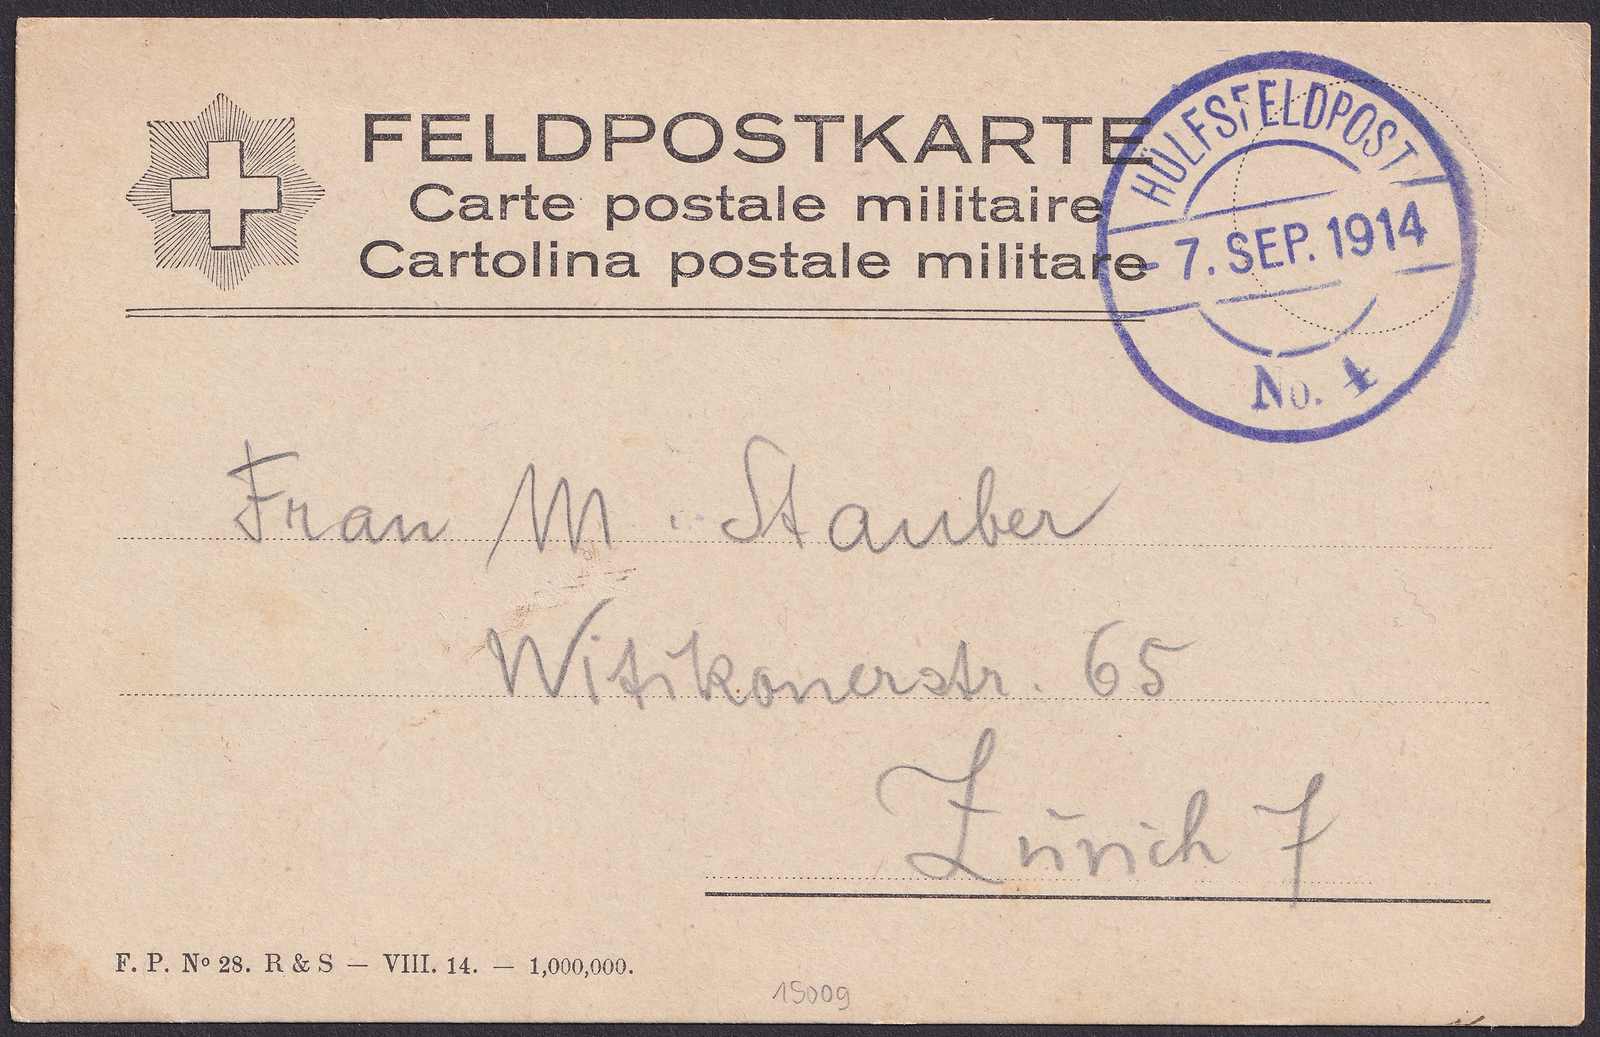 FELDPOSTKARTE
Carte postale militaire
Cartolina postale militare
HÜLFSFELDPOST
- 7. SEP. 1914
No. 4
Frau M. Stauber
Witikonerstr. 65
Zürich 7
F. P. No 28. R & S — VIII. 14. — 1,000,000.
15009